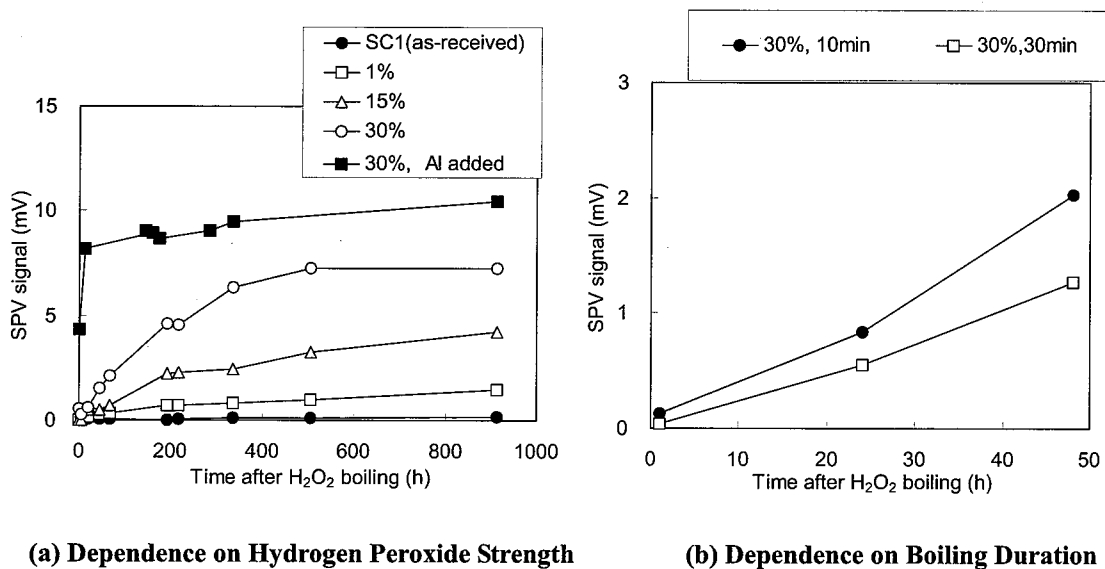 SC1(as-received)
1%
15%
30%
30%, Al added
15
10
5
0
SPV signal (mV)
0 200 400 600 800 1000
Time after H₂O₂ boiling (h)
(a) Dependence on Hydrogen Peroxide Strength
30%, 10min 30%,30min
3
2
1
0
SPV signal (mV)
0 10 20 30 40 50
Time after H₂O₂ boiling (h)
(b) Dependence on Boiling Duration